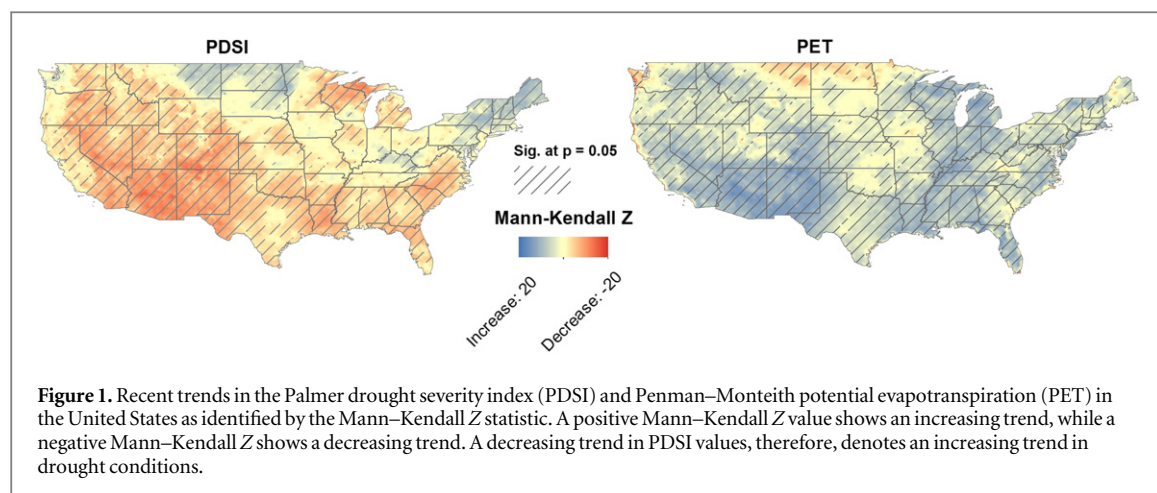 PDSI
PET
Sig. at p = 0.05
Mann-Kendall Z
Increase: 20
Decrease: -20
Figure 1. Recent trends in the Palmer drought severity index (PDSI) and Penman–Monteith potential evapotranspiration (PET) in
the United States as identified by the Mann–Kendall Z statistic. A positive Mann–Kendall Z value shows an increasing trend, while a
negative Mann–Kendall Z shows a decreasing trend. A decreasing trend in PDSI values, therefore, denotes an increasing trend in
drought conditions.